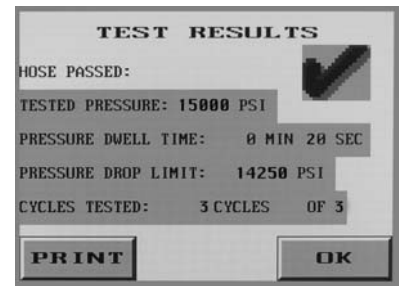 TEST RESULTS
HOSE PASSED:
TESTED PRESSURE: 15000 PSI
PRESSURE DWELL TIME: 0 MIN 20 SEC
PRESSURE DROP LIMIT: 14250 PSI
CYCLES TESTED: 3 CYCLES OF 3
PRINT OK